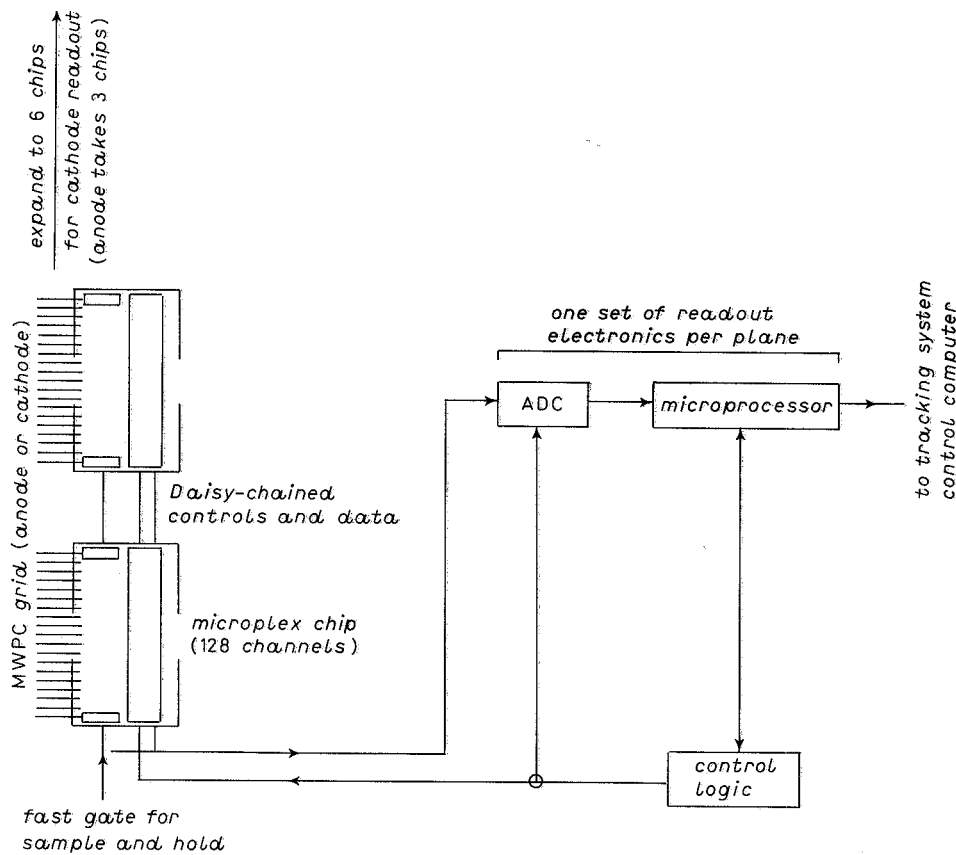 expand to 6 chips
for cathode readout
(anode takes 3 chips)
MWPC grid (anode or cathode)
Daisy-chained
controls and data
microplex chip
(128 channels)
fast gate for
sample and hold
one set of readout
electronics per plane
ADC
microprocessor
to tracking system
control computer
control
logic